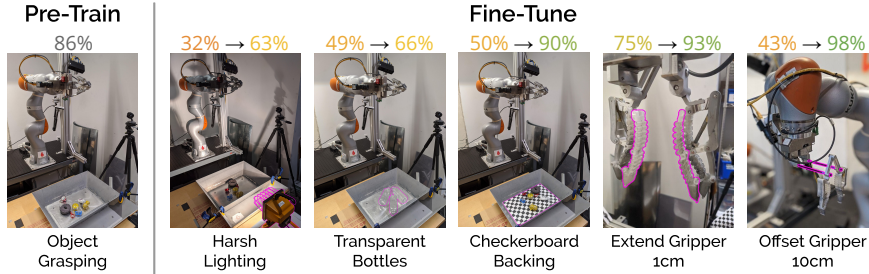 Pre-Train
Fine-Tune
86%
32% → 63%
49% → 66%
50% → 90%
75% → 93%
43% → 98%
Object
Grasping
Harsh
Lighting
Transparent
Bottles
Checkerboard
Backing
Extend Gripper
1cm
Offset Gripper
10cm